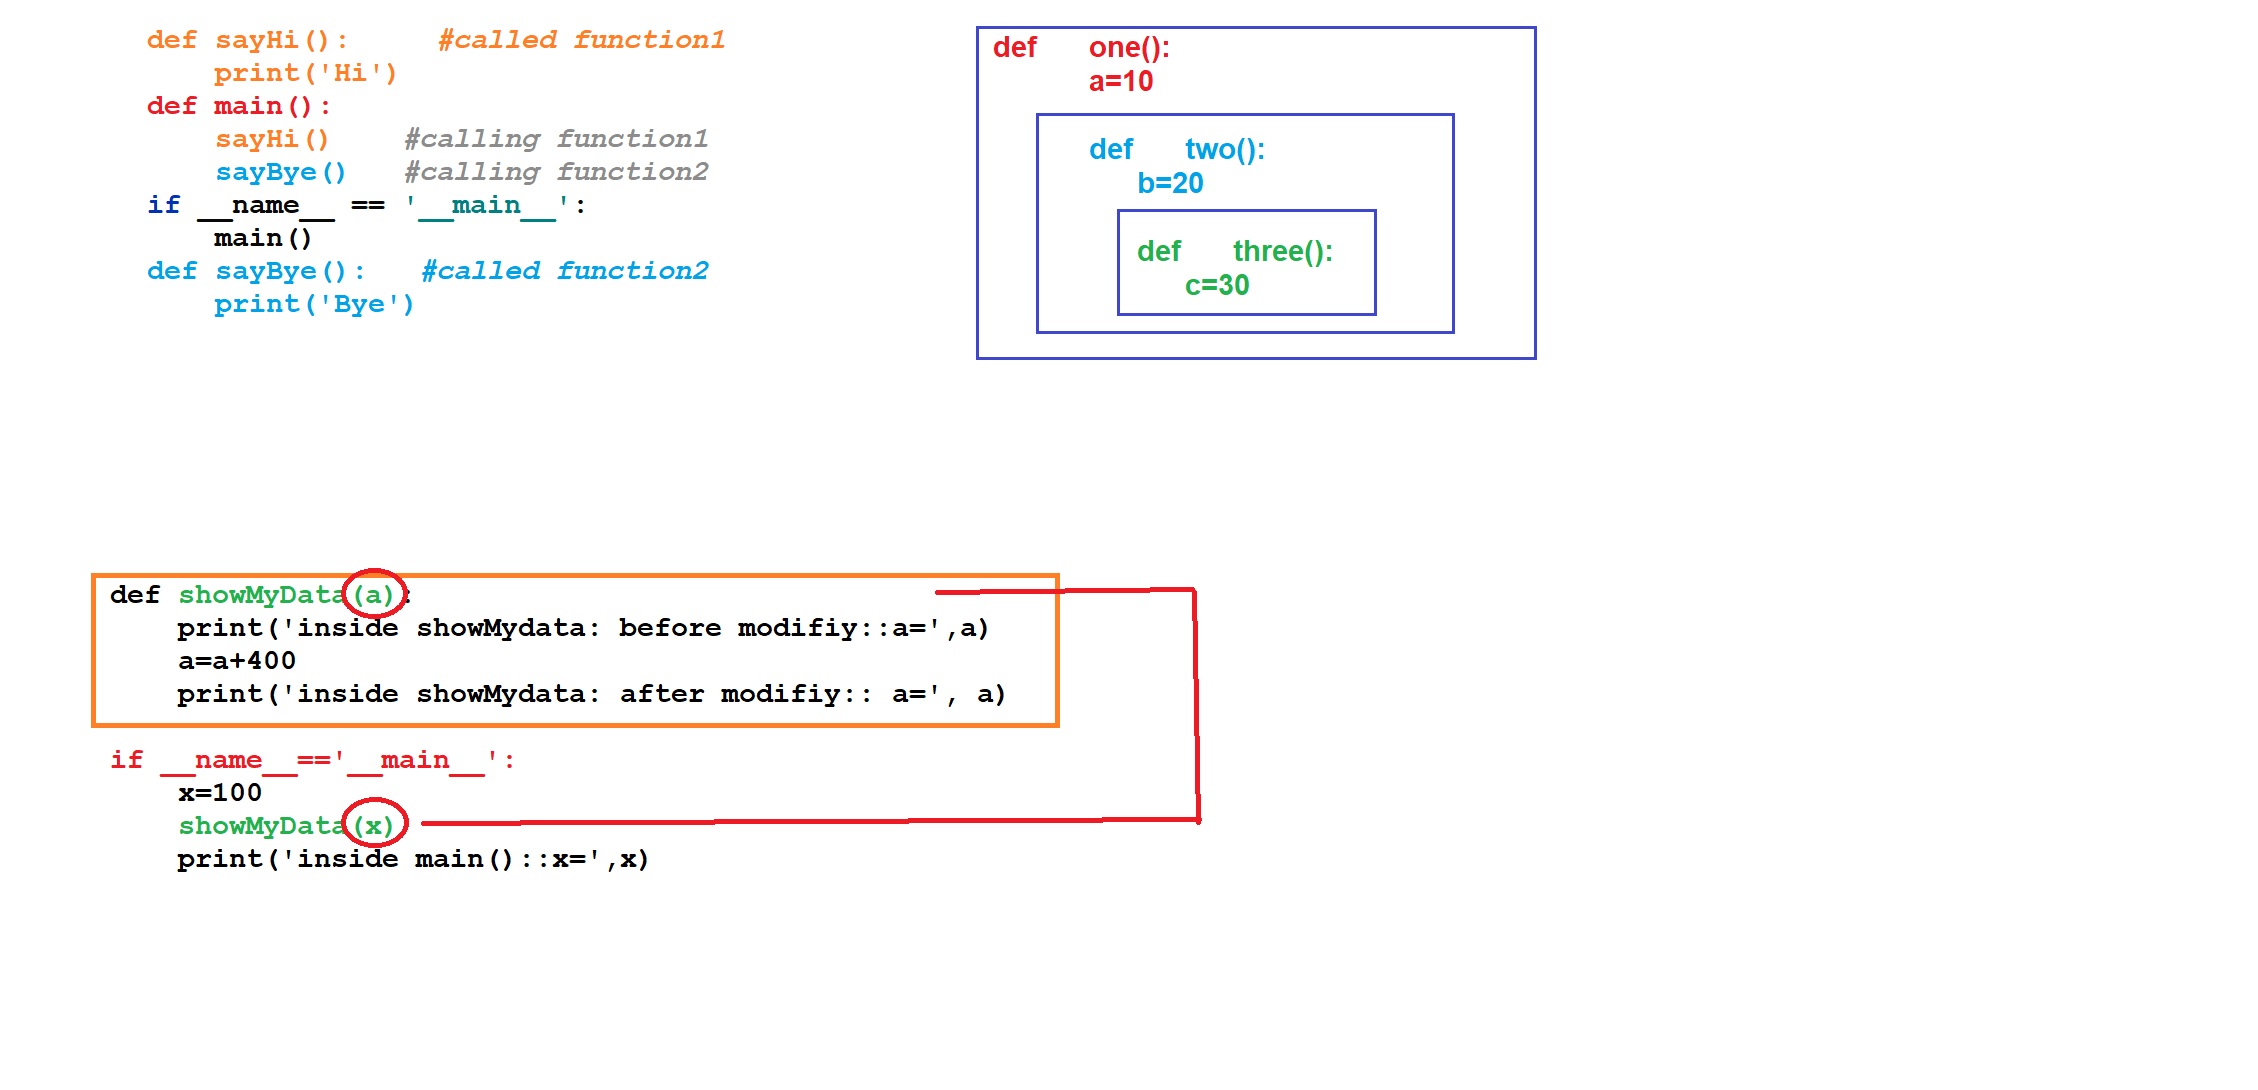 def sayHi():     #called function1
    print('Hi')
def main():
    sayHi()    #calling function1
    sayBye()   #calling function2
if __name__ == '__main__':
    main()
def sayBye():   #called function2
    print('Bye')
def one():
a=10
def two():
b=20
def three():
c=30
def showMyData(a):
    print('inside showMydata: before modifiy::a=',a)
    a=a+400
    print('inside showMydata: after modifiy:: a=', a)
if __name__=='__main__':
    x=100
    showMyData(x)
    print('inside main()::x=',x)